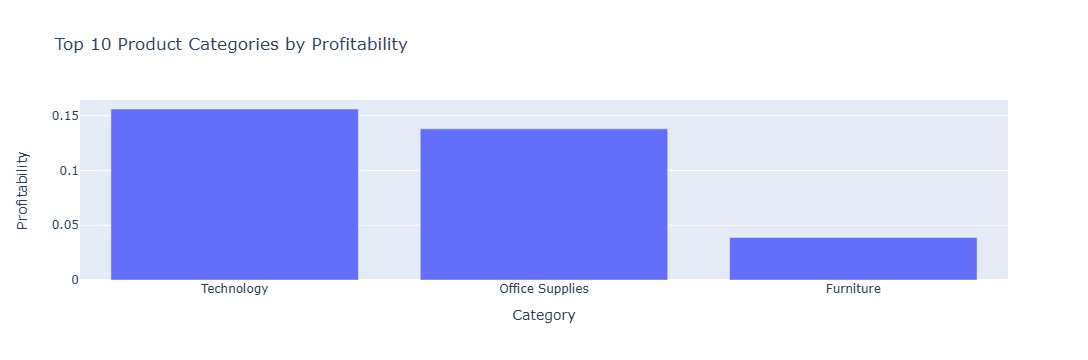 Top 10 Product Categories by Profitability
Profitability
0.15
0.1
0.05
0
Technology
Office Supplies
Furniture
Category